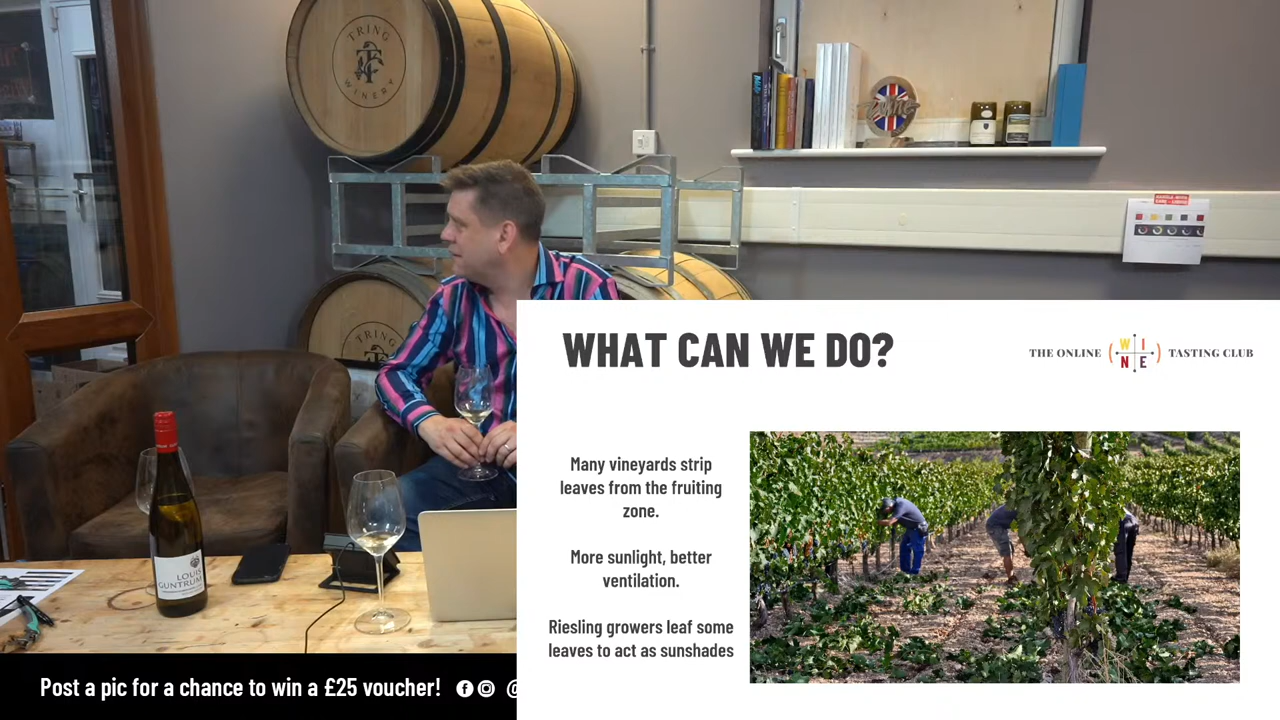 TRING
WINERY
TRING
WHAT CAN WE DO?
THE ONLINE WINE TASTING CLUB
Many vineyards strip
leaves from the fruiting
zone.
More sunlight, better
ventilation.
Riesling growers leaf some
leaves to act as sunshades
LOUIS
GUNTRUM
Post a pic for a chance to win a £25 voucher!